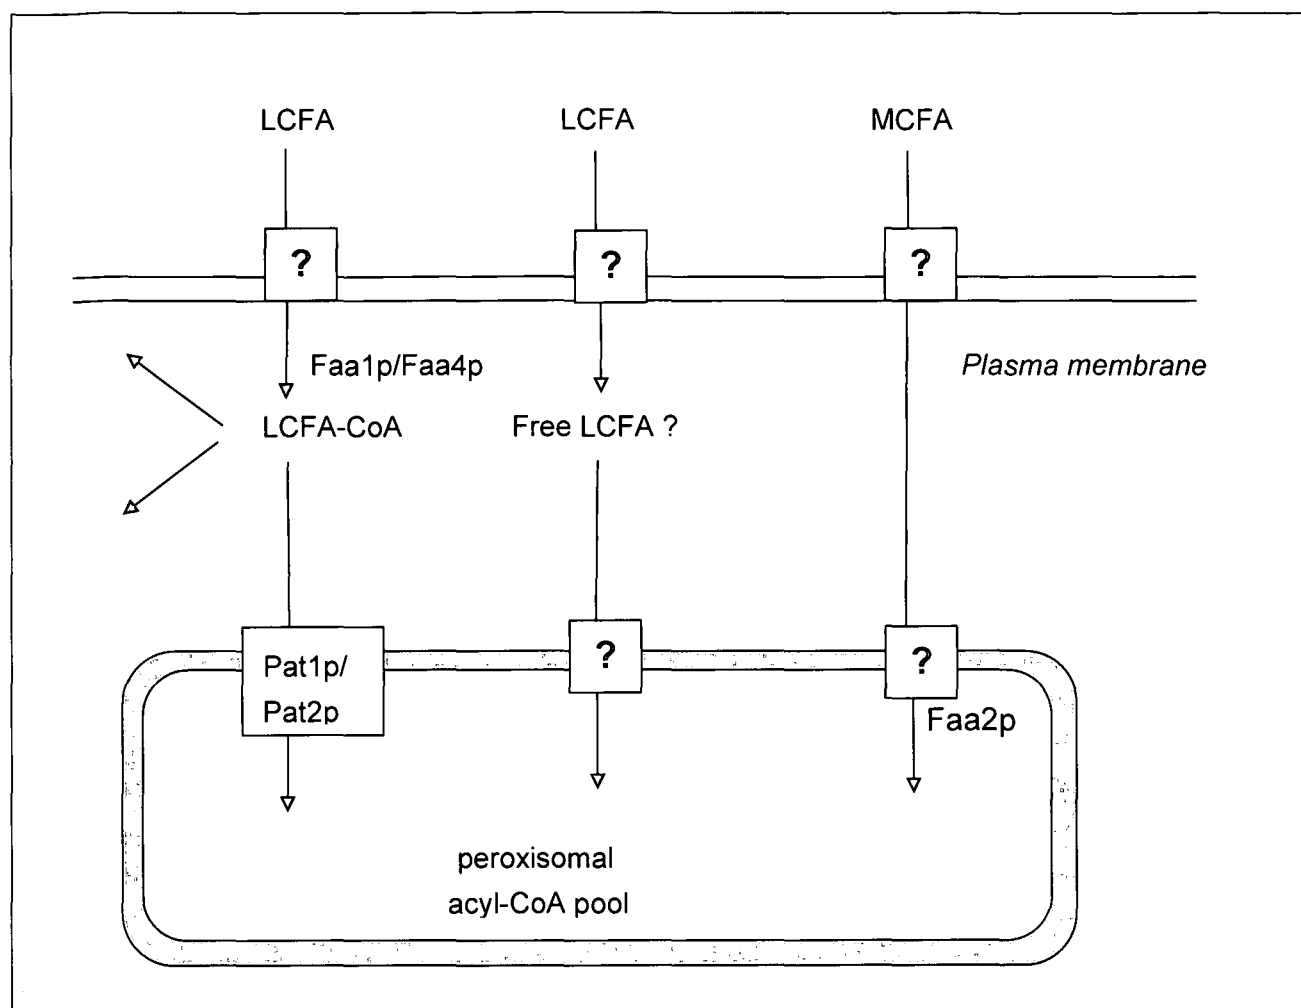 LCFA LCFA MCFA
? ? ?
Faa1p/Faa4p
Plasma membrane
LCFA-CoA Free LCFA ?
Pat1p/
Pat2p
? ?
Faa2p
peroxisomal
acyl-CoA pool